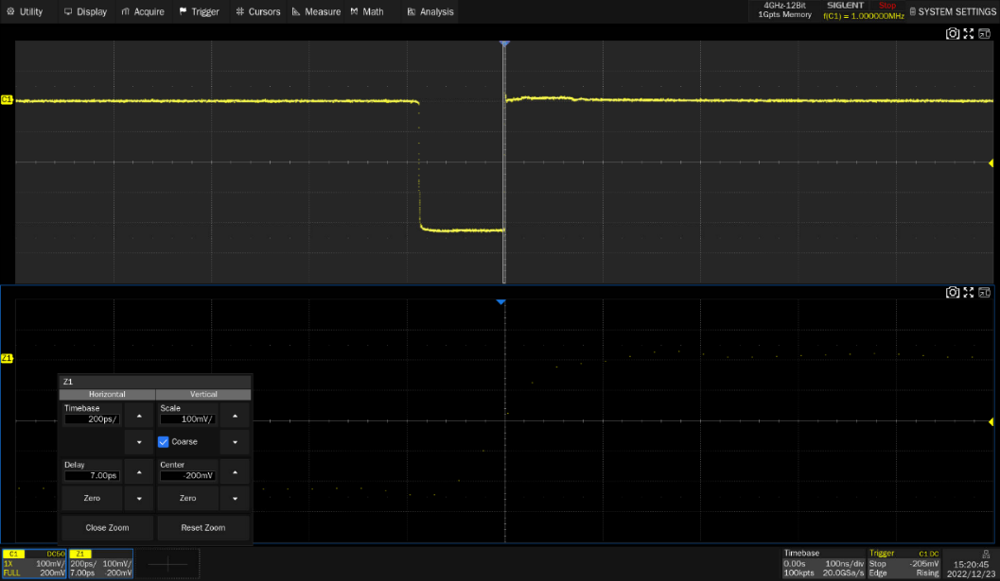 Utility Display Acquire Trigger Cursors Measure Math Analysis
4GHz-12Bit
1Gpts Memory
SIGLENT Stop
f(C1) = 1.000000MHz
SYSTEM SETTINGS
C1
Z1
Z1
Horizontal Vertical
Timebase Scale
200ps/ 100mV/
Coarse
Delay Center
7.00ps -200mV
Zero Zero
Close Zoom Reset Zoom
C1 DC50
1X 100mV/
FULL 200mV
Z1
200ps/ 100mV/
7.00ps -200mV
Timebase
0.00s 100ns/div
100kpts 20.0GSa/s
Trigger C1 DC
Stop -205mV
Edge Rising
15:20:45
2022/12/23